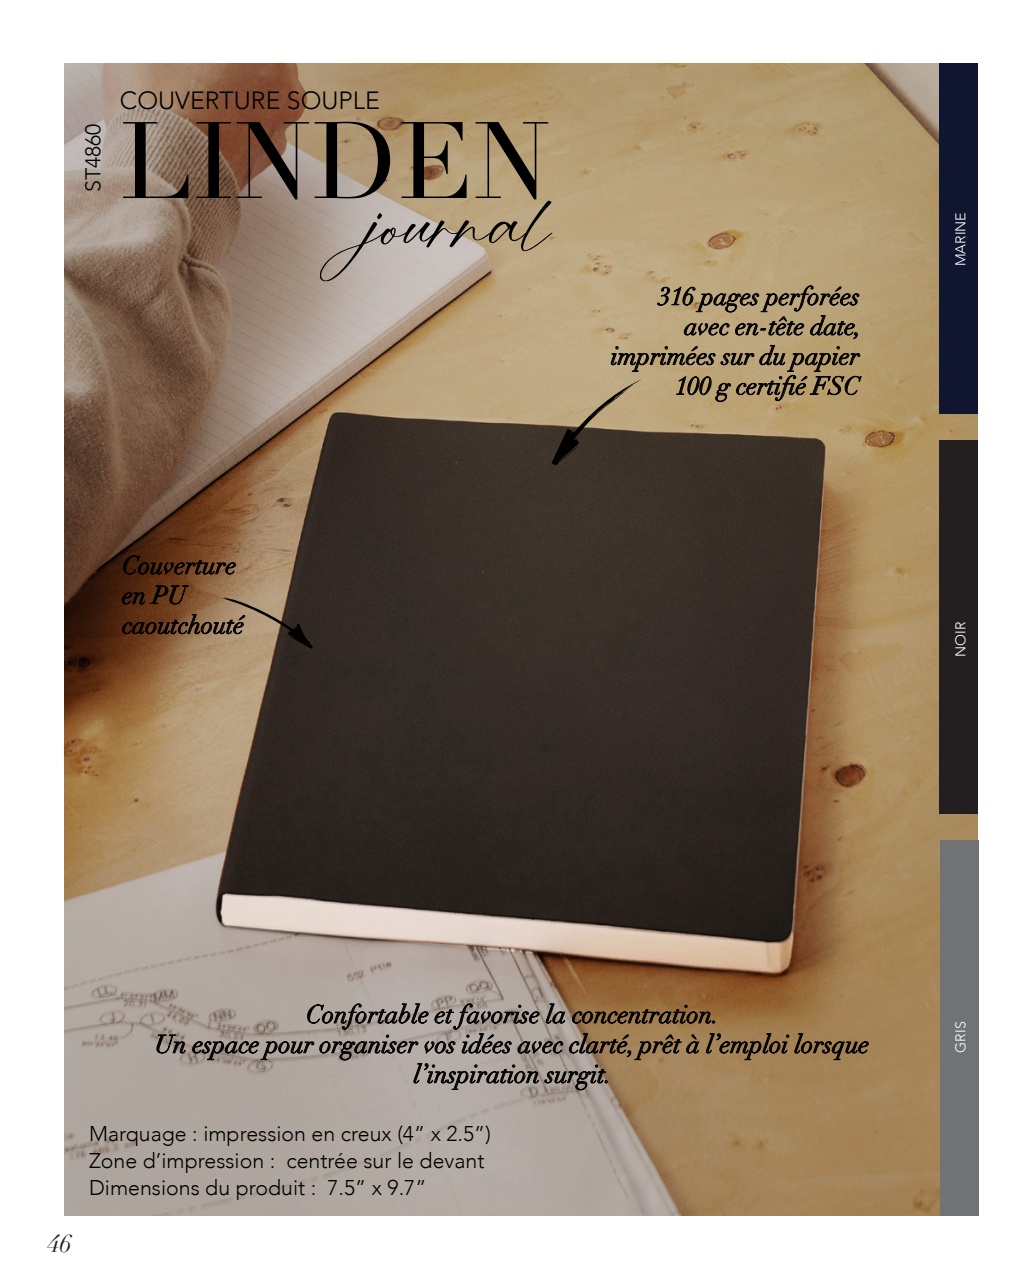 COUVERTURE SOUPLE
ST4860
LINDEN
journal
MARINE
316 pages perforées
avec en-tête date,
imprimées sur du papier
100 g certifié FSC
Couverture
en PU
caoutchouté
NOIR
GRIS
Confortable et favorise la concentration.
Un espace pour organiser vos idées avec clarté, prêt à l’emploi lorsque
l’inspiration surgit.
Marquage : impression en creux (4” x 2.5”)
Zone d’impression :  centrée sur le devant
Dimensions du produit :  7.5” x 9.7”
46